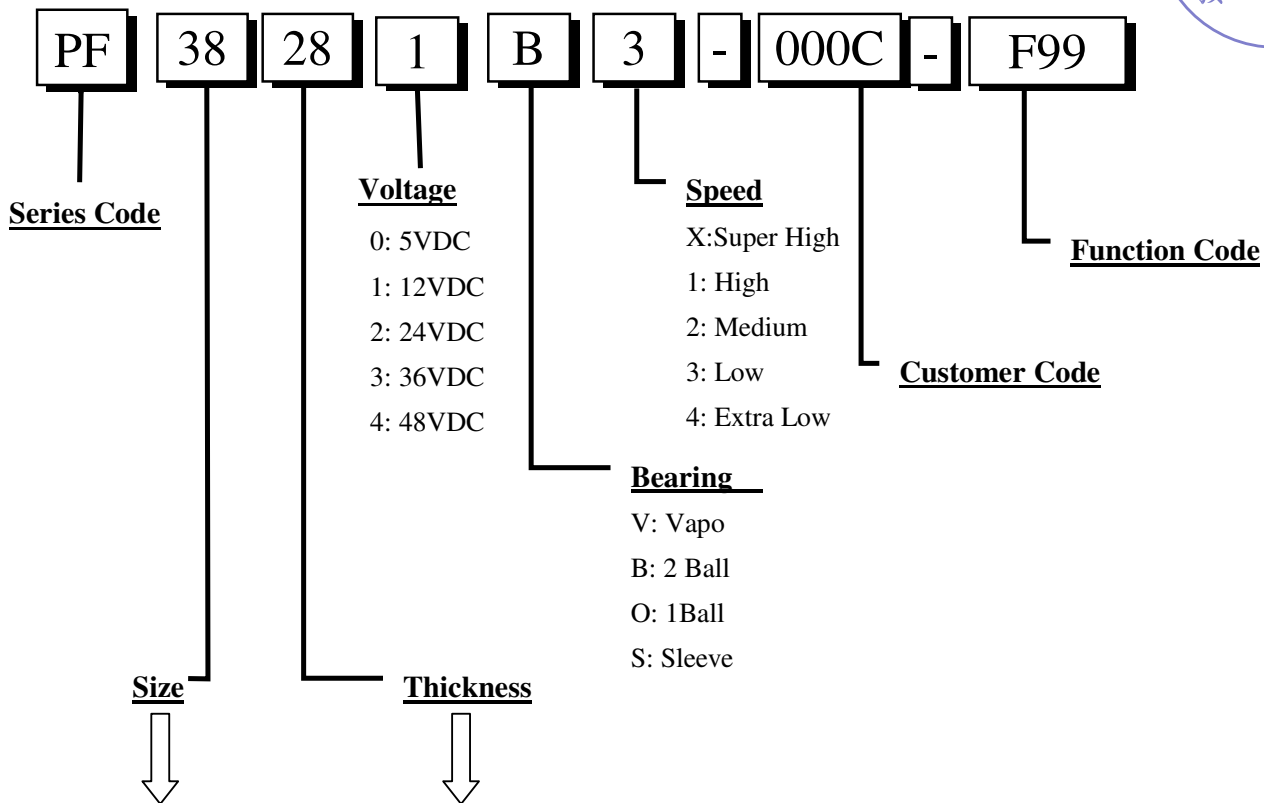 PF 38 28 1 B 3 - 000C - F99
Series Code
Voltage
0: 5VDC
1: 12VDC
2: 24VDC
3: 36VDC
4: 48VDC
Speed
X:Super High
1: High
2: Medium
3: Low
4: Extra Low
Function Code
Customer Code
Bearing
V: Vapo
B: 2 Ball
O: 1Ball
S: Sleeve
Size
Thickness